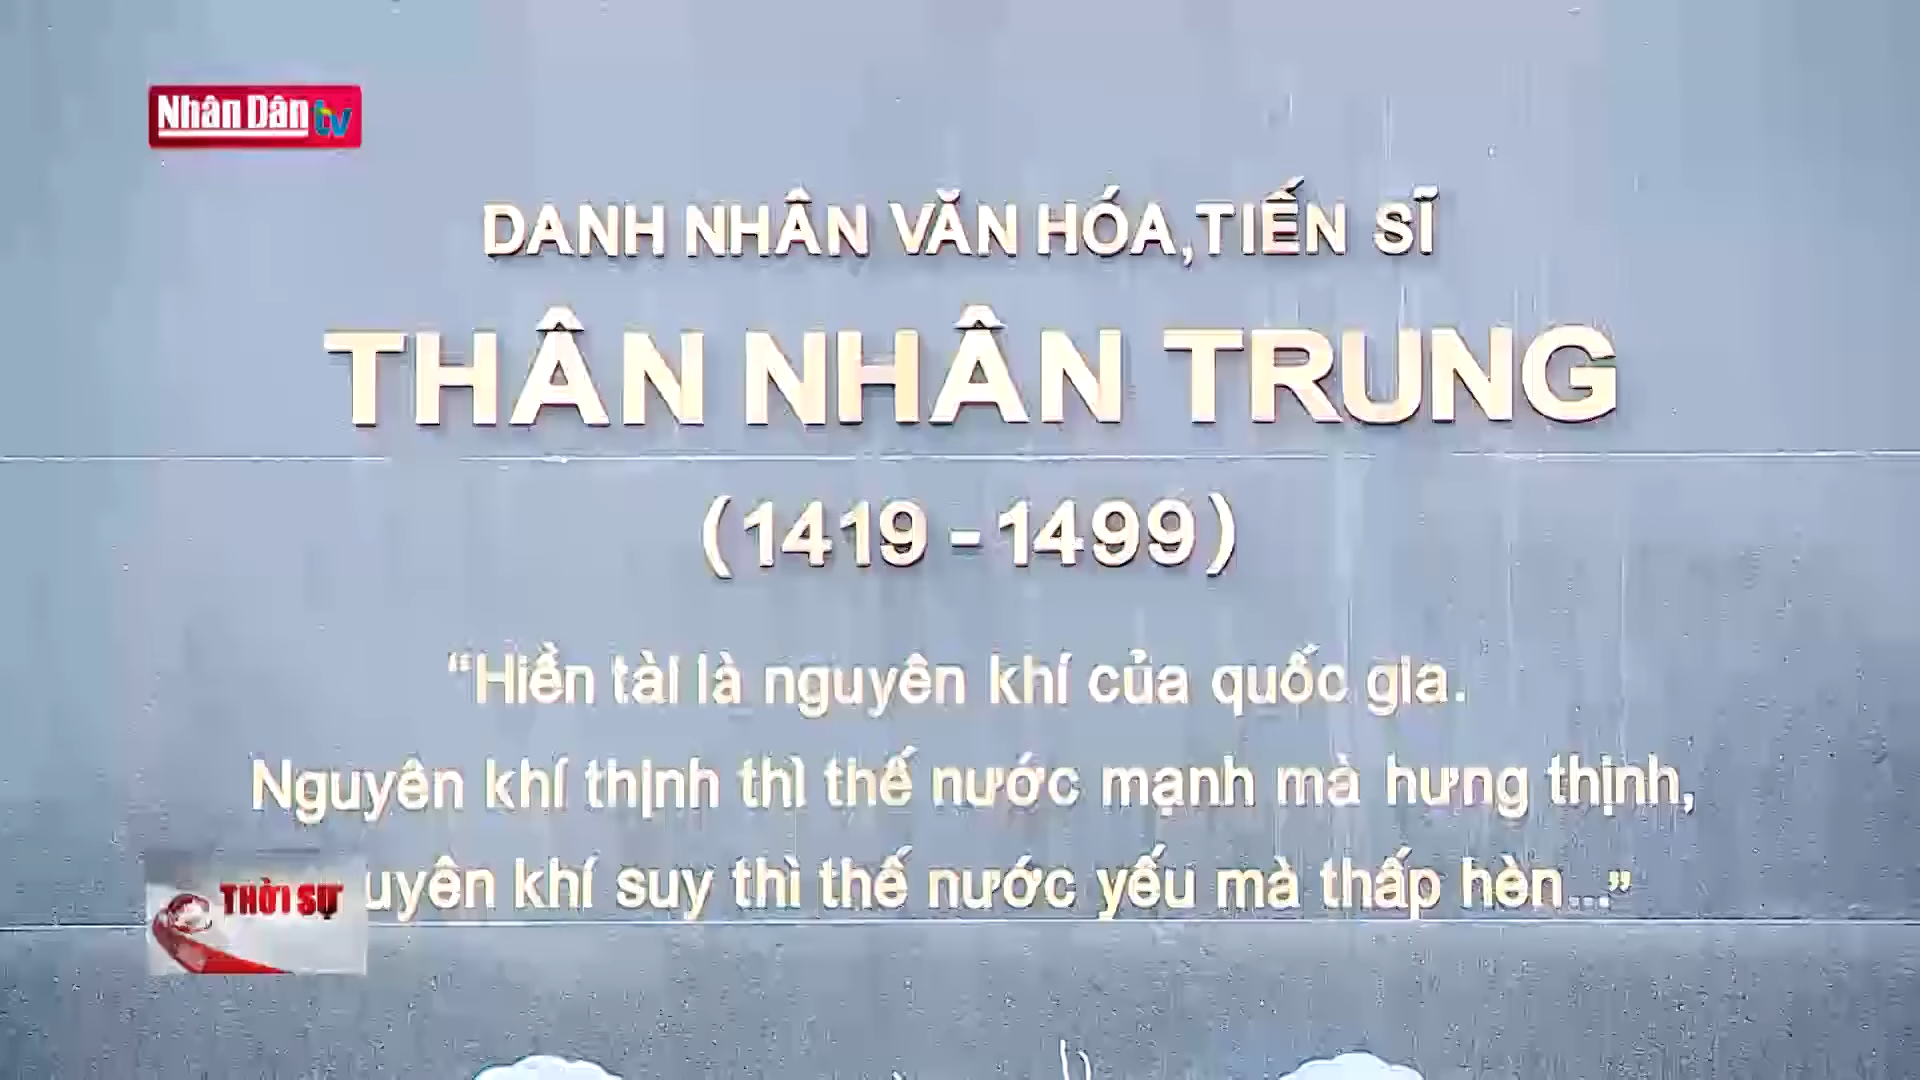 Nhân Dân tv
DANH NHÂN VĂN HÓA,TIẾN SĨ
THÂN NHÂN TRUNG
(1419 - 1499)
“Hiền tài là nguyên khí của quốc gia.
Nguyên khí thịnh thì thế nước mạnh mà hưng thịnh,
uyên khí suy thì thế nước yếu mà thấp hèn...”
THỜI SỰ